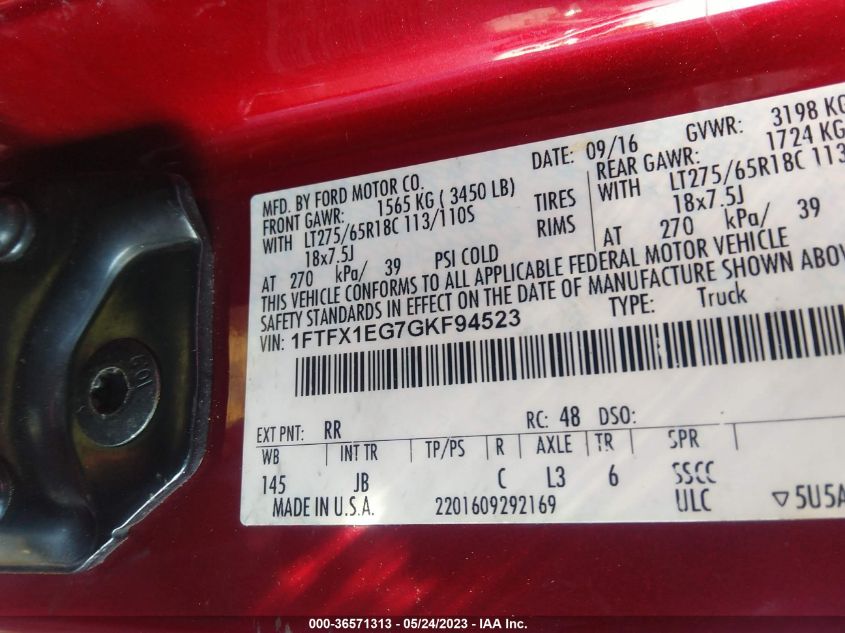 MFD. BY FORD MOTOR CO. DATE: 09/16 GVWR: 3198 KG
FRONT GAWR: 1565 KG ( 3450 LB) REAR GAWR: 1724 KG
WITH LT275/65R18C 113/110S TIRES WITH LT275/65R18C 113
18x7.5J RIMS 18x7.5J
AT 270 kPa/ 39 PSI COLD AT 270 kPa/ 39
THIS VEHICLE CONFORMS TO ALL APPLICABLE FEDERAL MOTOR VEHICLE
SAFETY STANDARDS IN EFFECT ON THE DATE OF MANUFACTURE SHOWN ABOV
VIN: 1FTFX1EG7GKF94523 TYPE: Truck
EXT PNT: RR RC: 48 DSO:
WB INT TR TP/PS R AXLE TR SPR
145 JB C L3 6 SSCC
MADE IN U.S.A. 2201609292169 ULC ▽5U5A
000-36571313 - 05/24/2023 - IAA Inc.